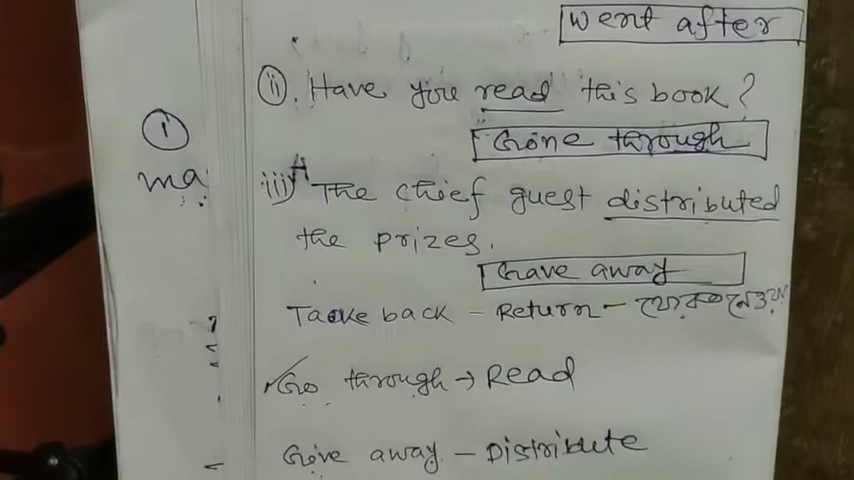 Went after
(ii). Have you read this book?
Gone through
iii) The chief guest distributed
the prizes.
Gave away
(i)
ma
Take back - Return -
Go through → Read
Give away - Distribute